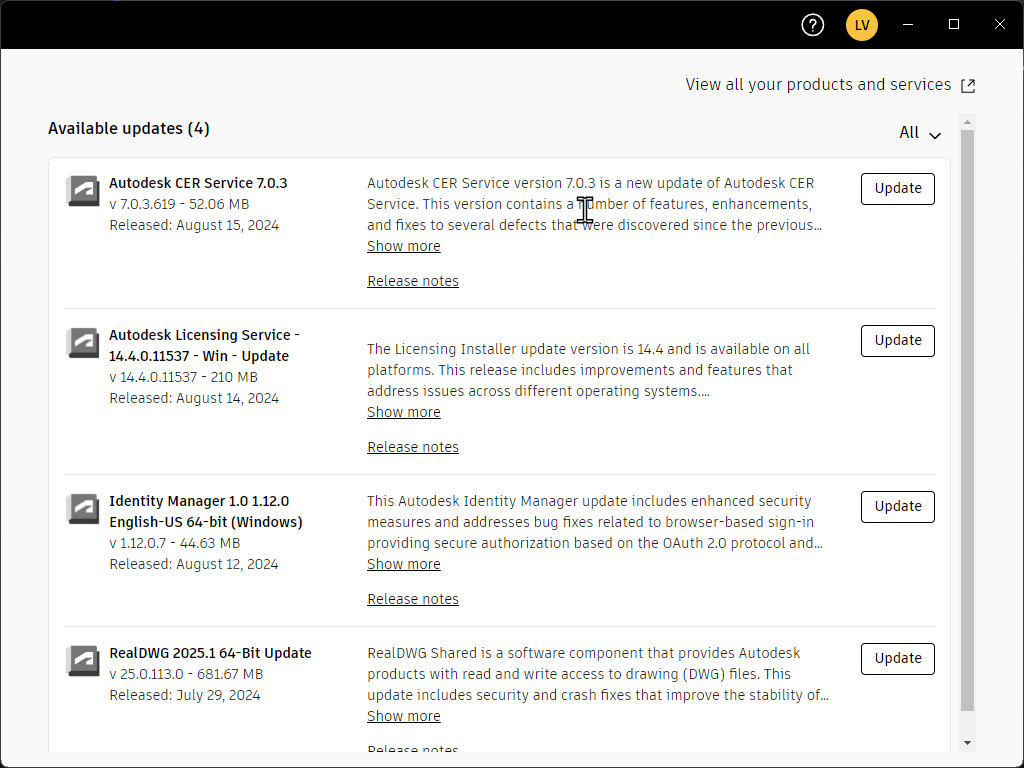 LV
View all your products and services
Available updates (4)
All
Autodesk CER Service 7.0.3
v 7.0.3.619 - 52.06 MB
Released: August 15, 2024
Autodesk CER Service version 7.0.3 is a new update of Autodesk CER
Service. This version contains a number of features, enhancements,
and fixes to several defects that were discovered since the previous...
Show more
Release notes
Update
Autodesk Licensing Service -
14.4.0.11537 - Win - Update
v 14.4.0.11537 - 210 MB
Released: August 14, 2024
The Licensing Installer update version is 14.4 and is available on all
platforms. This release includes improvements and features that
address issues across different operating systems....
Show more
Release notes
Update
Identity Manager 1.0 1.12.0
English-US 64-bit (Windows)
v 1.12.0.7 - 44.63 MB
Released: August 12, 2024
This Autodesk Identity Manager update includes enhanced security
measures and addresses bug fixes related to browser-based sign-in
providing secure authorization based on the OAuth 2.0 protocol and...
Show more
Release notes
Update
RealDWG 2025.1 64-Bit Update
v 25.0.113.0 - 681.67 MB
Released: July 29, 2024
RealDWG Shared is a software component that provides Autodesk
products with read and write access to drawing (DWG) files. This
update includes security and crash fixes that improve the stability of...
Show more
Release notes
Update